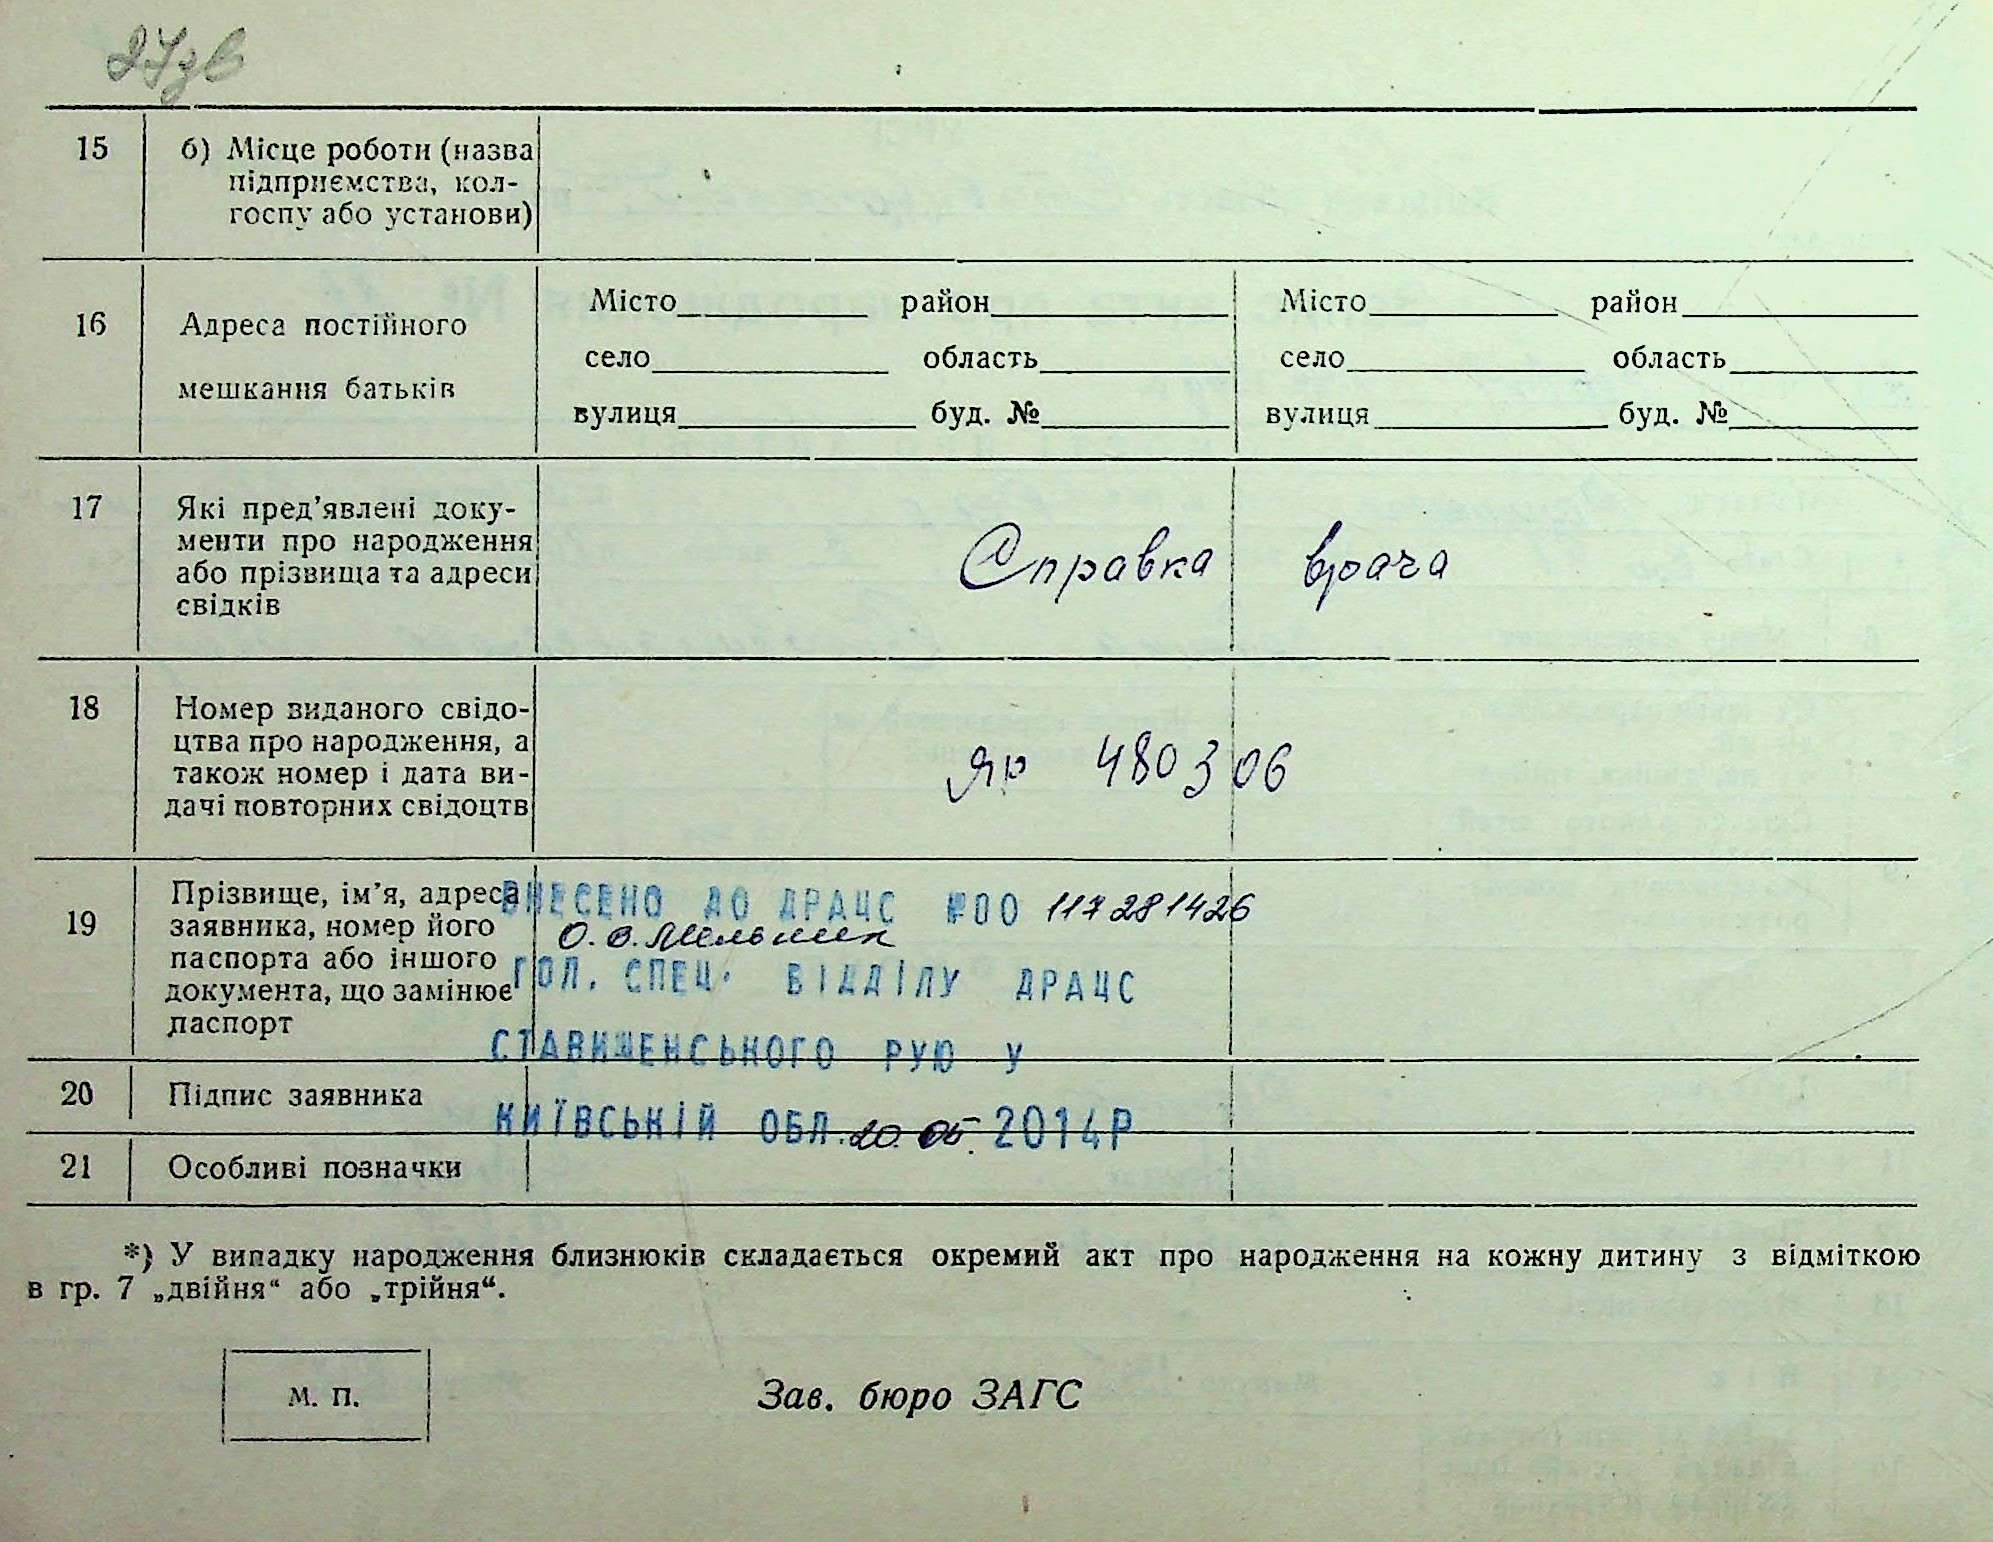 27зв
15 б) Місце роботи (назва
підприємства, кол-
госпу або установи)
16 Адреса постійного
мешкання батьків
Місто район Місто район
село область село область
вулиця буд. № вулиця буд. №
17 Які пред’явлені доку-
менти про народження
або прізвища та адреси
свідків
Справка врача
18 Номер виданого свідо-
цтва про народження, а
також номер і дата ви-
дачі повторних свідоцтв
ЯР 480306
19 Прізвище, ім’я, адреса
заявника, номер його
паспорта або іншого
документа, що замінює
паспорт
ВНЕСЕНО ДО ДРАЦС №00 117281426
О.В. Мельник
ГОЛ. СПЕЦ. ВІДДІЛУ ДРАЦС
СТАВИЩЕНСЬКОГО РУЮ У
КИЇВСЬКІЙ ОБЛ. 20.05.2014Р
20 Підпис заявника
21 Особливі позначки
*) У випадку народження близнюків складається окремий акт про народження на кожну дитину з відміткою
в гр. 7 „двійня“ або „трійня“.
М. П.
Зав. бюро ЗАГС